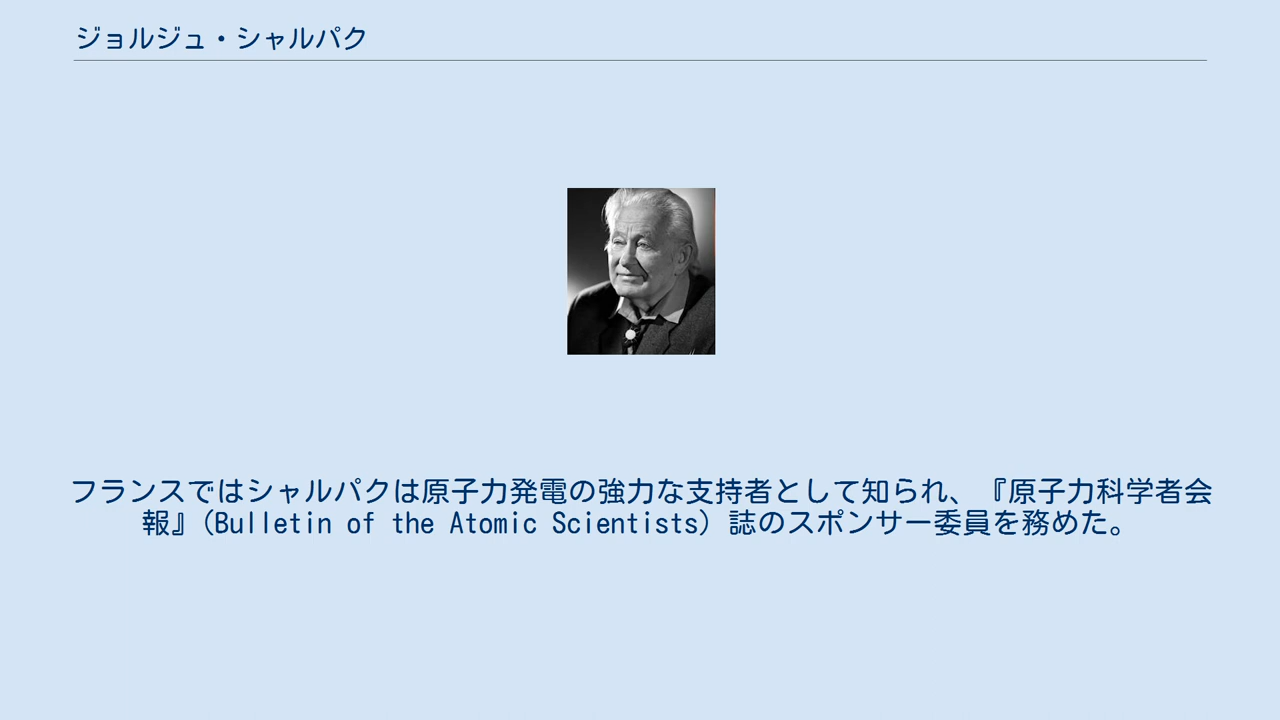 ジョルジュ・シャルパク
フランスではシャルパクは原子力発電の強力な支持者として知られ、『原子力科学者会
報』(Bulletin of the Atomic Scientists) 誌のスポンサー委員を務めた。